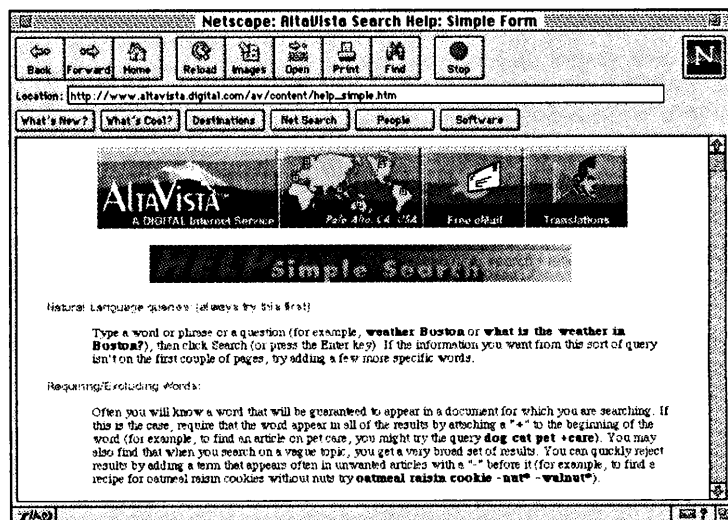 Netscape: AltaVista Search Help: Simple Form
Back Forward Home Reload Images Open Print Find Stop
N
Location: http://www.altavista.digital.com/av/content/help_simple.htm
What's New? What's Cool? Destinations Net Search People Software
ALTAVISTA™
A DIGITAL Internet Service Palo Alto, CA, USA Free eMail Translations
HELP Simple Search
Natural Language queries: (always try this first)
Type a word or phrase or a question (for example, weather Boston or what is the weather in
Boston?), then click Search (or press the Enter key). If the information you want from this sort of query
isn't on the first couple of pages, try adding a few more specific words.
Requiring/Excluding Words:
Often you will know a word that will be guaranteed to appear in a document for which you are searching. If
this is the case, require that the word appear in all of the results by attaching a "+" to the beginning of the
word (for example, to find an article on pet care, you might try the query dog cat pet +care). You may
also find that when you search on a vague topic, you get a very broad set of results. You can quickly reject
results by adding a term that appears often in unwanted articles with a "-" before it (for example, to find a
recipe for oatmeal raisin cookies without nuts try oatmeal raisin cookie -nut* -walnut*).